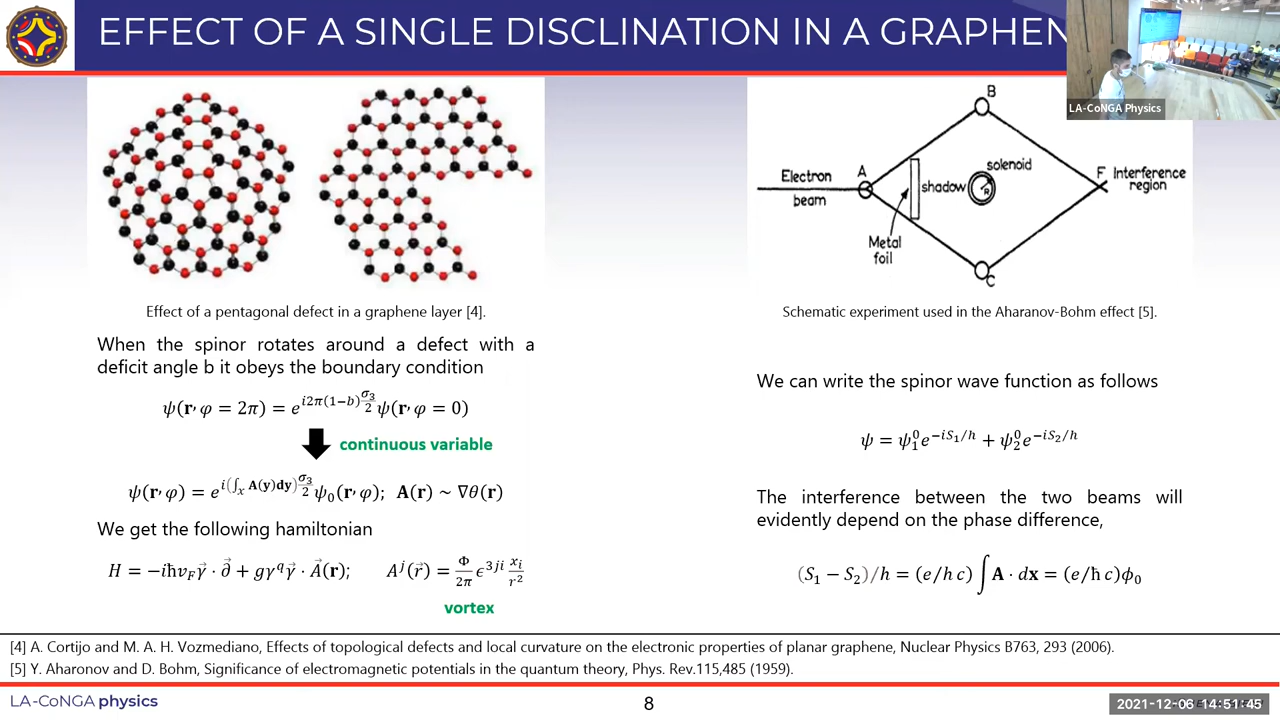 EFFECT OF A SINGLE DISCLINATION IN A GRAPHEN
LA-CoNGA Physics
Effect of a pentagonal defect in a graphene layer [4].
When the spinor rotates around a defect with a
deficit angle b it obeys the boundary condition
ψ(r, φ = 2π) = e^{i2π(1−b)σ₃/2} ψ(r, φ = 0)
continuous variable
ψ(r, φ) = e^{i(∫ₓ A(y)dy)σ₃/2} ψ₀(r, φ); A(r) ~ ∇θ(r)
We get the following hamiltonian
H = −iħv_F γ⃗ · ∂⃗ + gγ^q γ⃗ · A⃗(r); A^j(r⃗) = Φ/2π ϵ^{3ji} x_i/r²
vortex
B
A
Electron
beam
shadow
solenoid
R
F
Interference
region
Metal
foil
C
Schematic experiment used in the Aharanov-Bohm effect [5].
We can write the spinor wave function as follows
ψ = ψ₁⁰e^{−iS₁/h} + ψ₂⁰e^{−iS₂/h}
The interference between the two beams will
evidently depend on the phase difference,
(S₁ − S₂)/h = (e/h c) ∫ A · dx = (e/ħ c)ϕ₀
[4] A. Cortijo and M. A. H. Vozmediano, Effects of topological defects and local curvature on the electronic properties of planar graphene, Nuclear Physics B763, 293 (2006).
[5] Y. Aharonov and D. Bohm, Significance of electromagnetic potentials in the quantum theory, Phys. Rev.115,485 (1959).
LA-CoNGA physics
8
2021-12-06 14:51:45